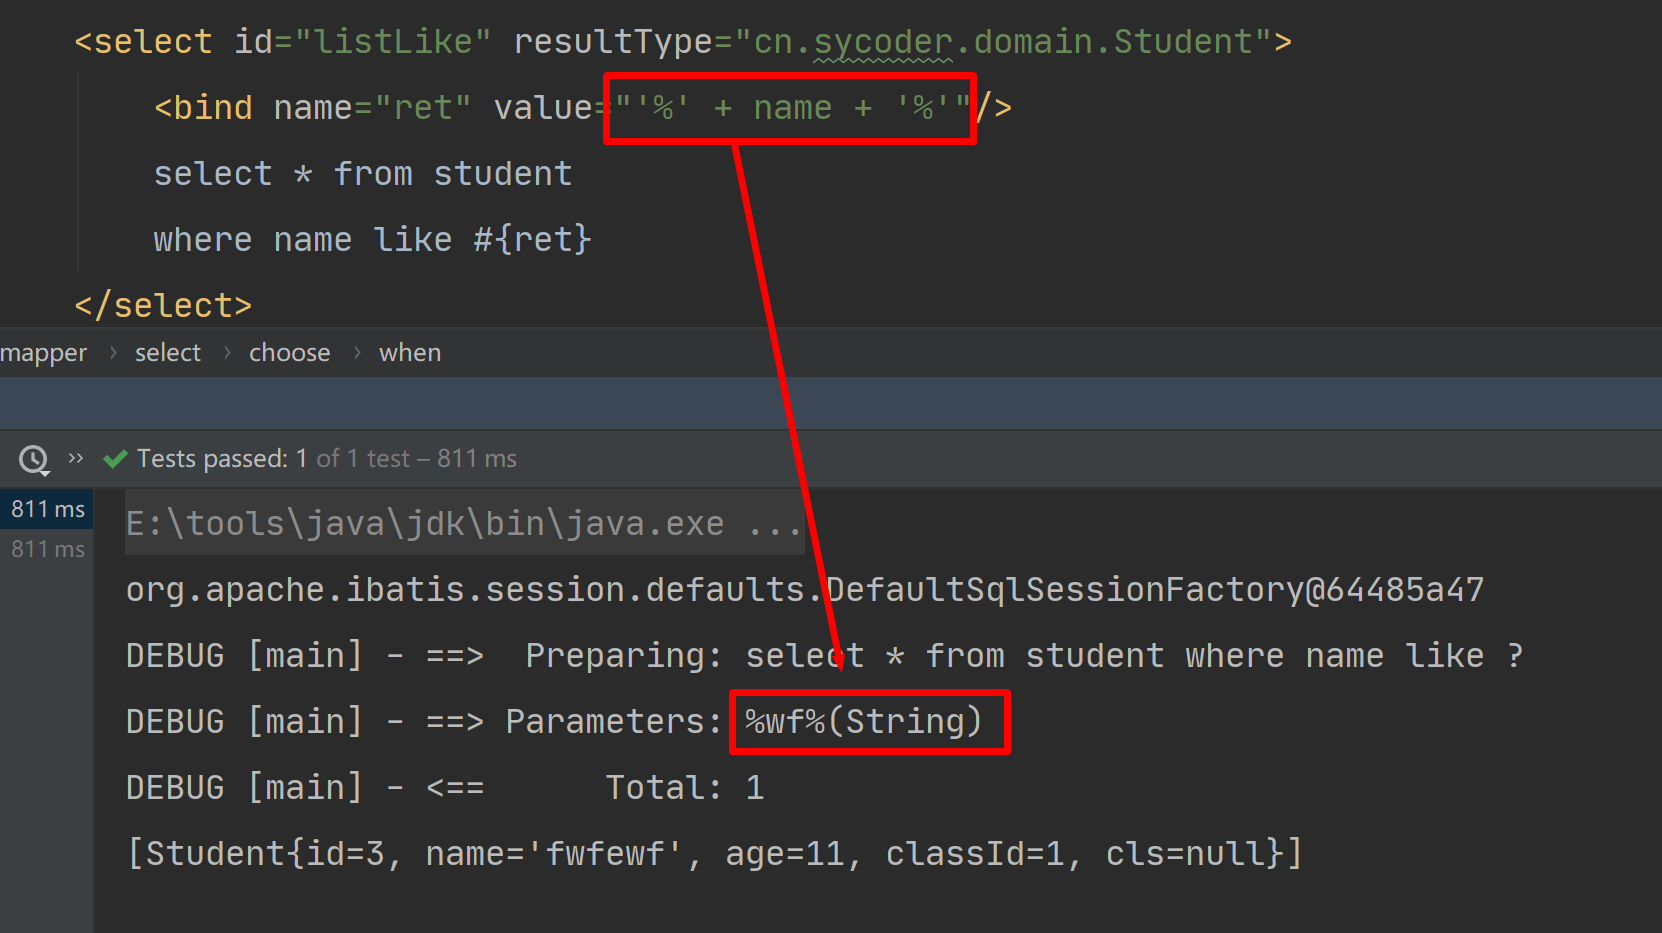 <select id="listLike" resultType="cn.sycoder.domain.Student">
<bind name="ret" value="'%' + name + '%'"/>
select * from student
where name like #{ret}
</select>
mapper › select › choose › when
» Tests passed: 1 of 1 test – 811 ms
811 ms
811 ms
E:\tools\java\jdk\bin\java.exe ...
org.apache.ibatis.session.defaults.DefaultSqlSessionFactory@64485a47
DEBUG [main] - ==>  Preparing: select * from student where name like ?
DEBUG [main] - ==> Parameters: %wf%(String)
DEBUG [main] - <==      Total: 1
[Student{id=3, name='fwfewf', age=11, classId=1, cls=null}]